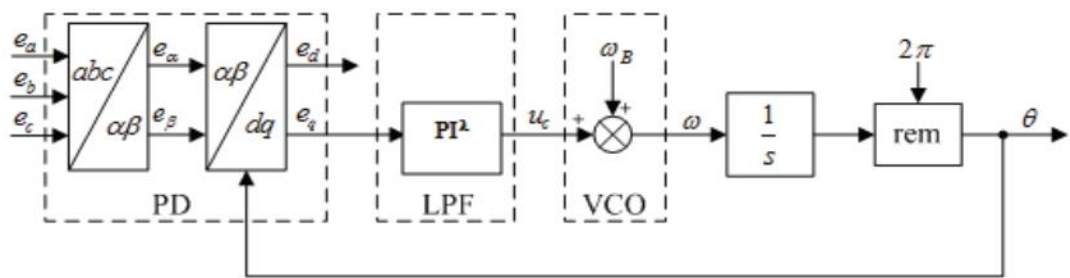 e_a
e_b
e_c
abc
αβ
e_α
e_β
αβ
dq
e_d
e_q
PD
PI^λ
LPF
u_c
+
ω_B
+
VCO
ω
1
s
2π
rem
θ